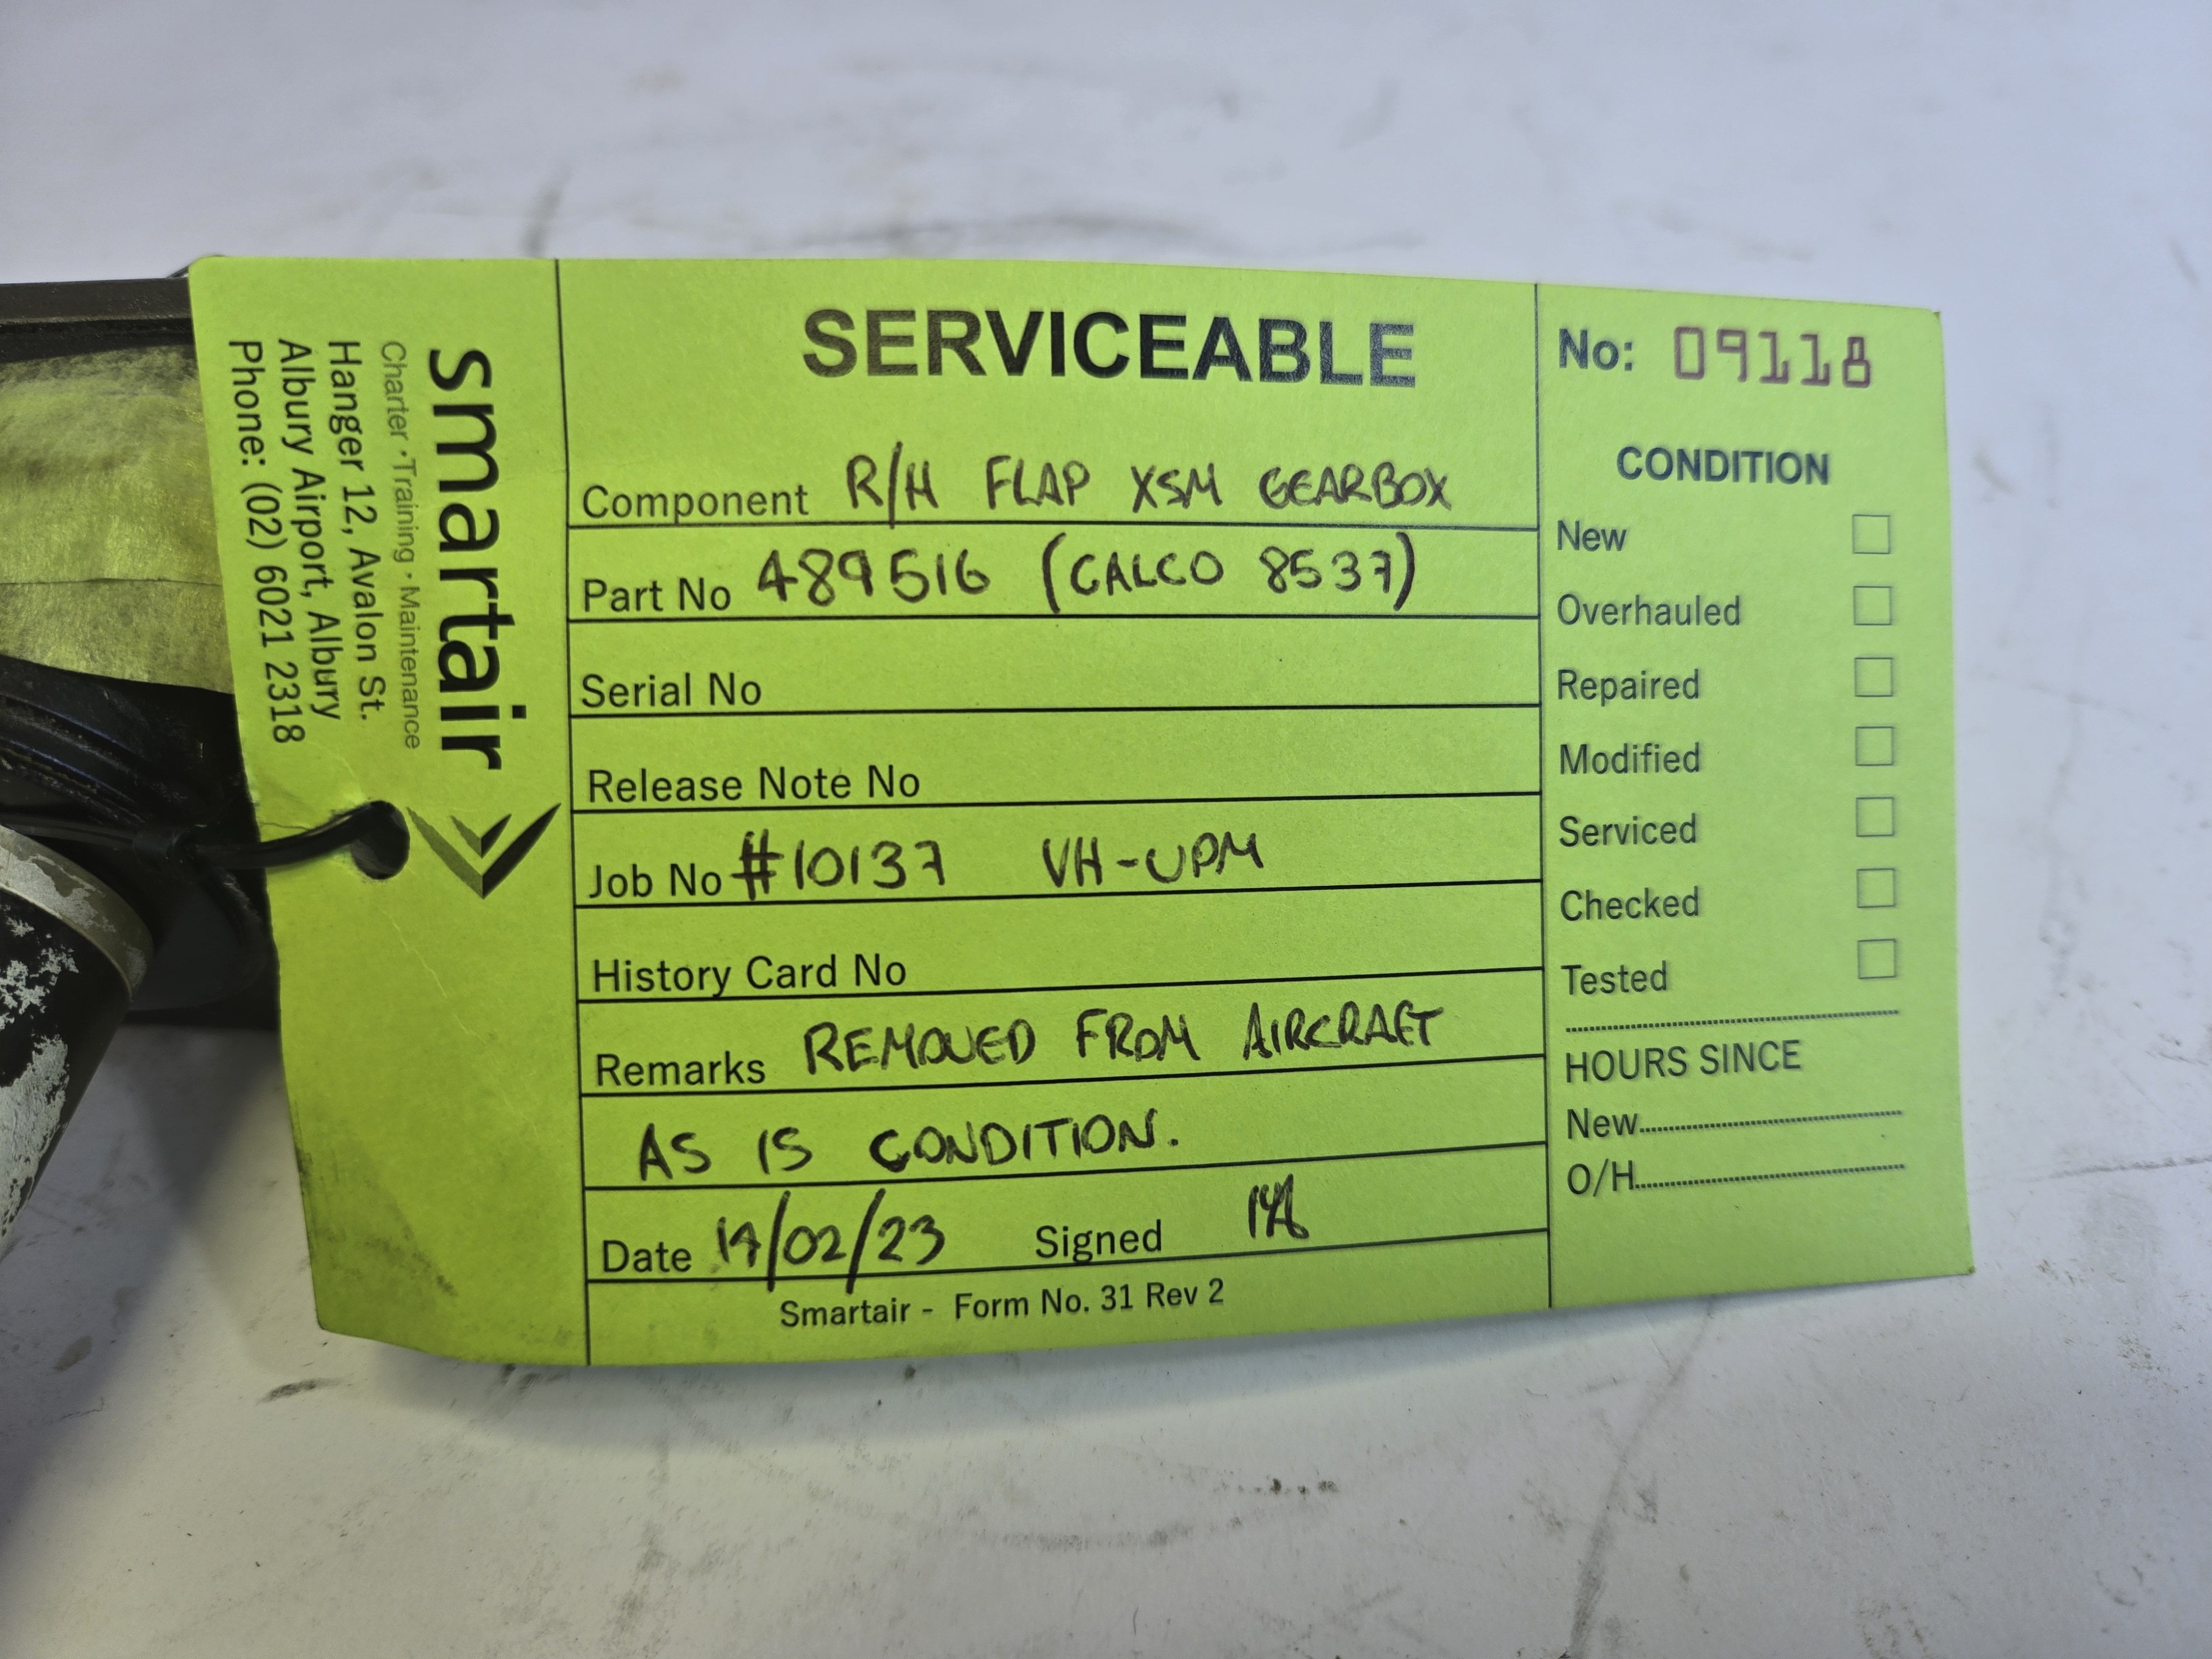 smartair
Charter · Training · Maintenance
Hanger 12, Avalon St.
Albury Airport, Albury
Phone: (02) 6021 2318
SERVICEABLE
Component R/H FLAP XSM GEARBOX
Part No 489516 (CALCO 8537)
Serial No
Release Note No
Job No #10137 VH-UPM
History Card No
Remarks REMOVED FROM AIRCRAFT
AS IS CONDITION.
Date 14/02/23 Signed
Smartair - Form No. 31 Rev 2
No: 09118
CONDITION
New
Overhauled
Repaired
Modified
Serviced
Checked
Tested
HOURS SINCE
New
O/H